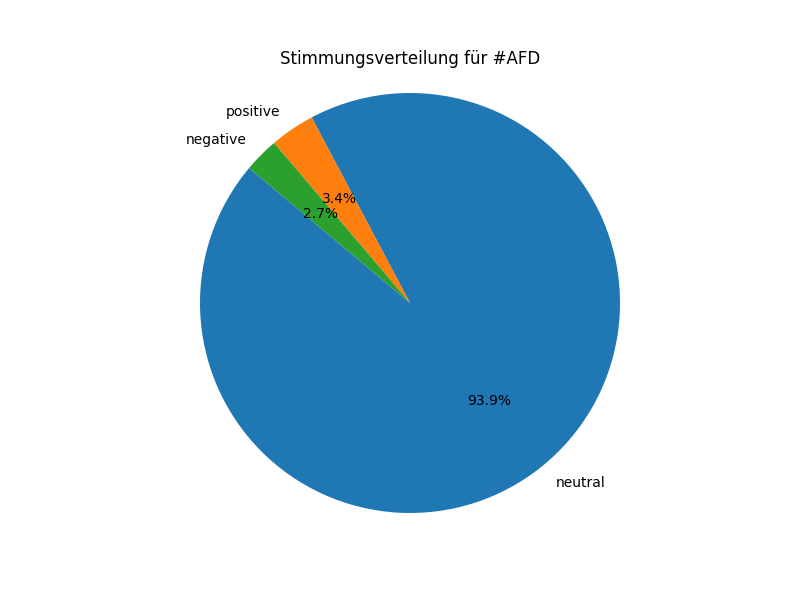 Stimmungsverteilung für #AFD
positive
negative
3.4%
2.7%
93.9%
neutral